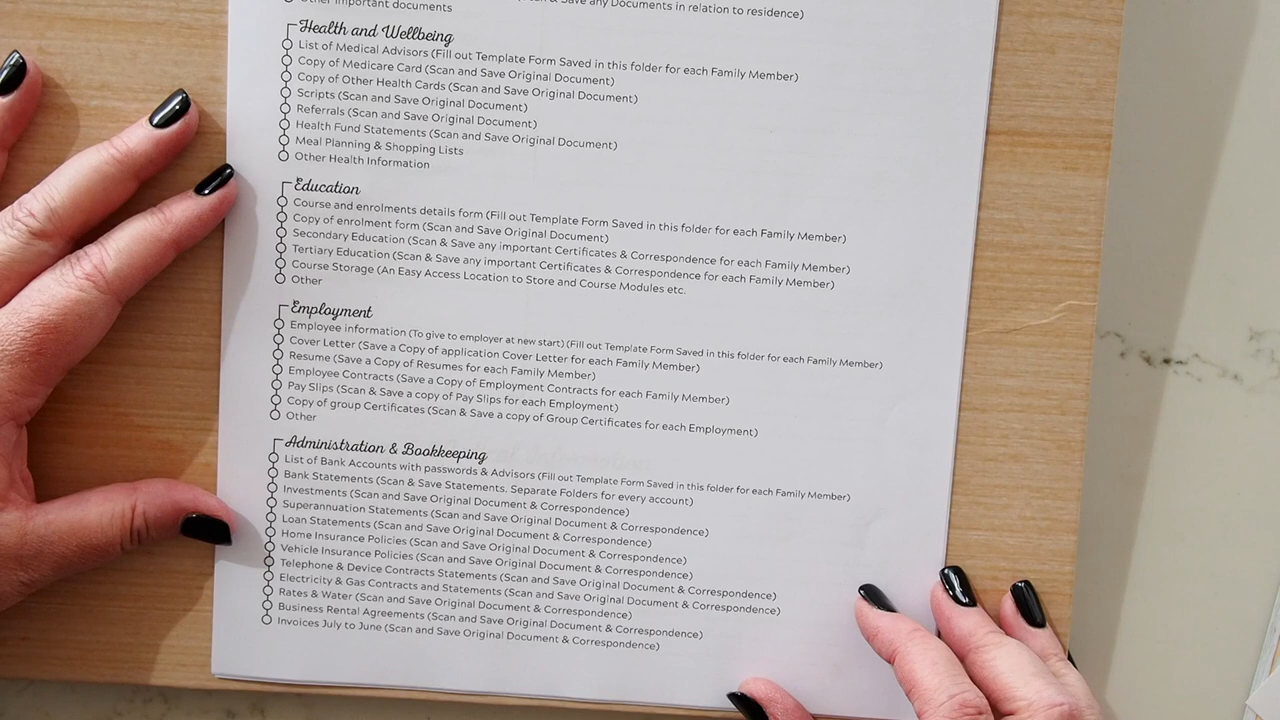 Other important documents
(Scan & Save any Documents in relation to residence)
Health and Wellbeing
List of Medical Advisors (Fill out Template Form Saved in this folder for each Family Member)
Copy of Medicare Card (Scan and Save Original Document)
Copy of Other Health Cards (Scan and Save Original Document)
Scripts (Scan and Save Original Document)
Referrals (Scan and Save Original Document)
Health Fund Statements (Scan and Save Original Document)
Meal Planning & Shopping Lists
Other Health Information
Education
Course and enrolments details form (Fill out Template Form Saved in this folder for each Family Member)
Copy of enrolment form (Scan and Save Original Document)
Secondary Education (Scan & Save any important Certificates & Correspondence for each Family Member)
Tertiary Education (Scan & Save any important Certificates & Correspondence for each Family Member)
Course Storage (An Easy Access Location to Store and Course Modules etc.
Other
Employment
Employee information (To give to employer at new start) (Fill out Template Form Saved in this folder for each Family Member)
Cover Letter (Save a Copy of application Cover Letter for each Family Member)
Resume (Save a Copy of Resumes for each Family Member)
Employee Contracts (Save a Copy of Employment Contracts for each Family Member)
Pay Slips (Scan & Save a copy of Pay Slips for each Employment)
Copy of group Certificates (Scan & Save a copy of Group Certificates for each Employment)
Other
Administration & Bookkeeping
List of Bank Accounts with passwords & Advisors (Fill out Template Form Saved in this folder for each Family Member)
Bank Statements (Scan & Save Statements. Separate Folders for every account)
Investments (Scan and Save Original Document & Correspondence)
Superannuation Statements (Scan and Save Original Document & Correspondence)
Loan Statements (Scan and Save Original Document & Correspondence)
Home Insurance Policies (Scan and Save Original Document & Correspondence)
Vehicle Insurance Policies (Scan and Save Original Document & Correspondence)
Telephone & Device Contracts Statements (Scan and Save Original Document & Correspondence)
Electricity & Gas Contracts and Statements (Scan and Save Original Document & Correspondence)
Rates & Water (Scan and Save Original Document & Correspondence)
Business Rental Agreements (Scan and Save Original Document & Correspondence)
Invoices July to June (Scan and Save Original Document & Correspondence)